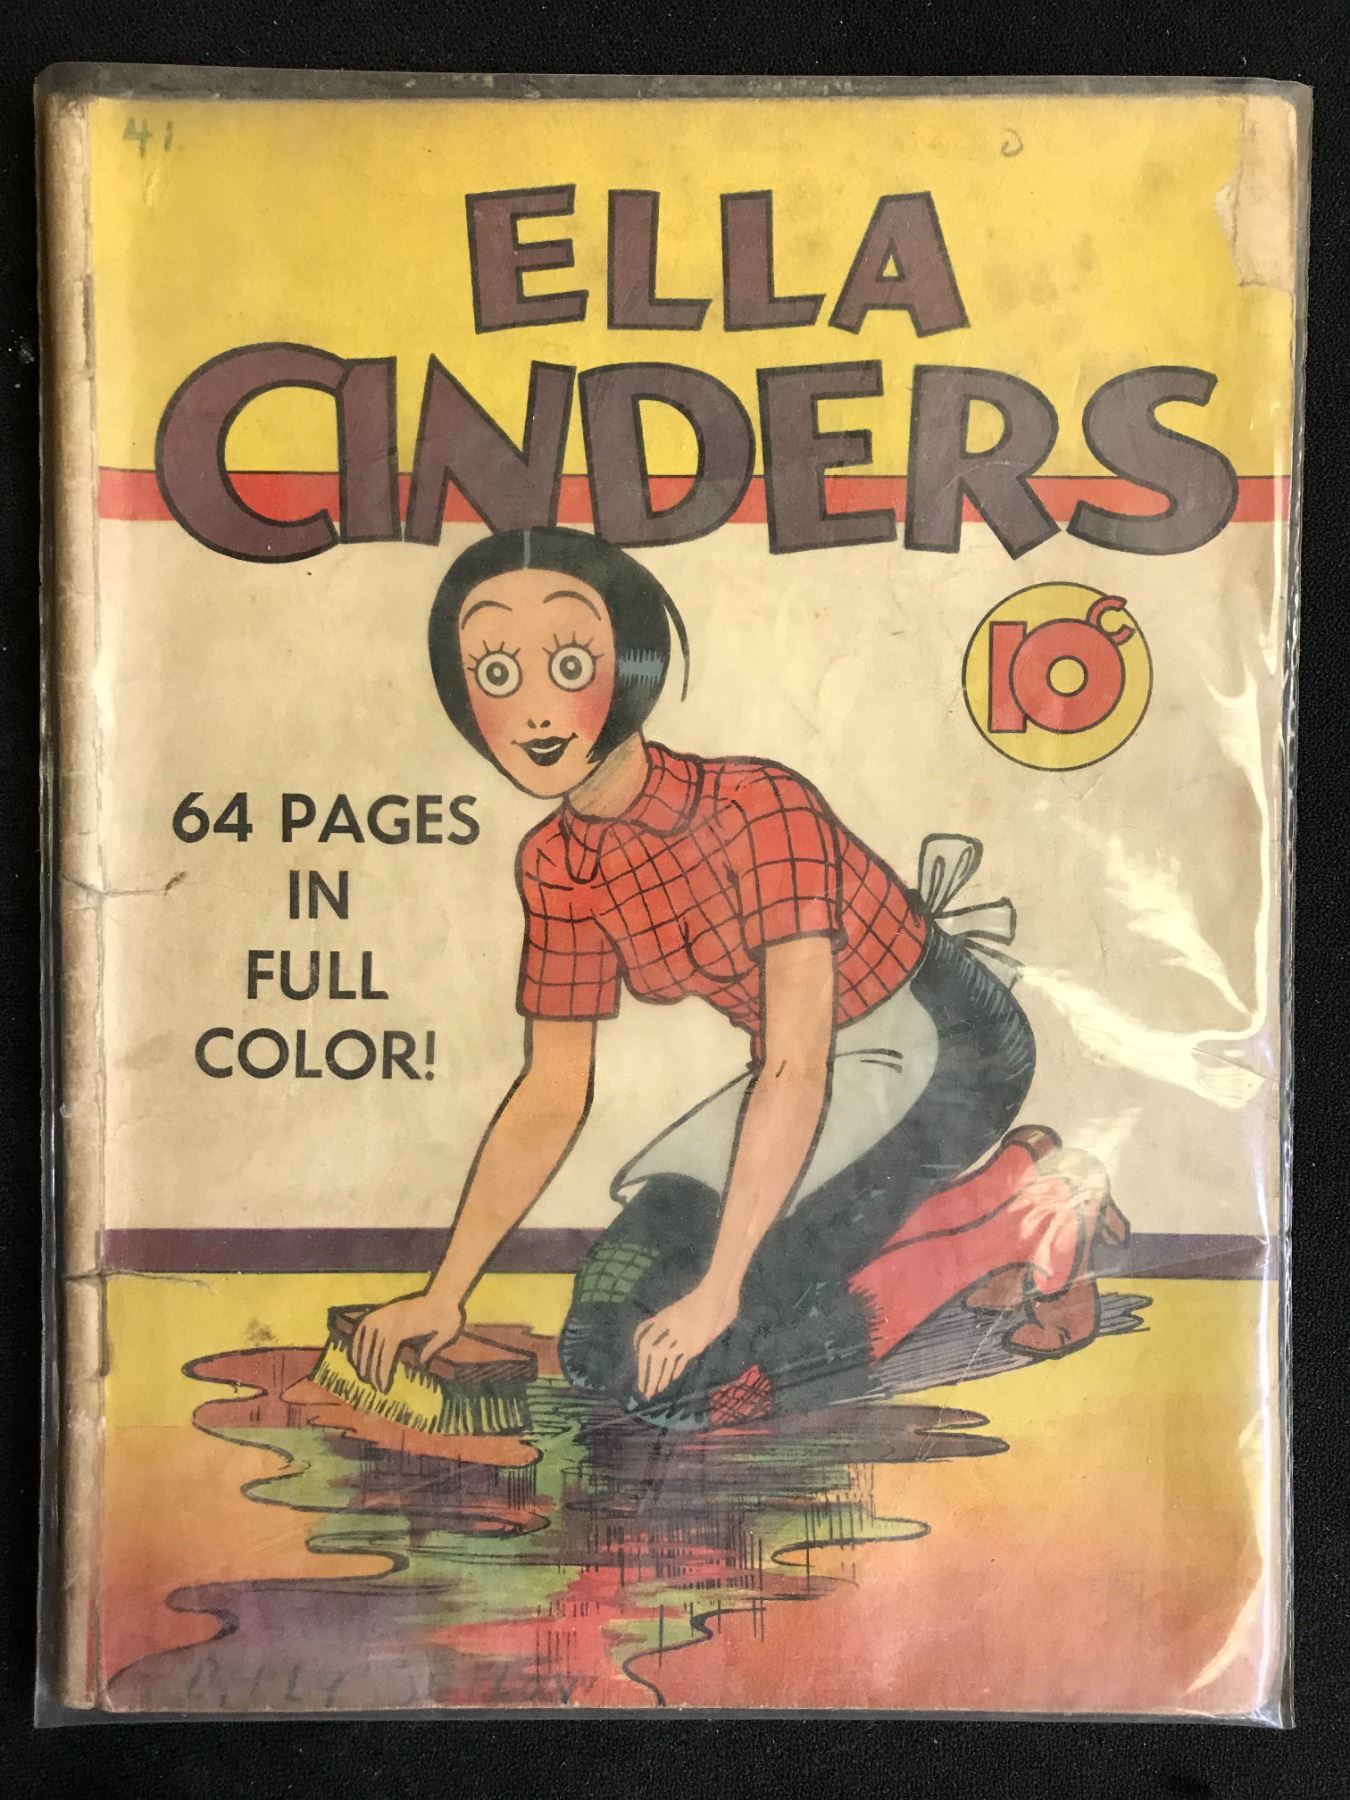 41
ELLA
CINDERS
10¢
64 PAGES
IN
FULL
COLOR!